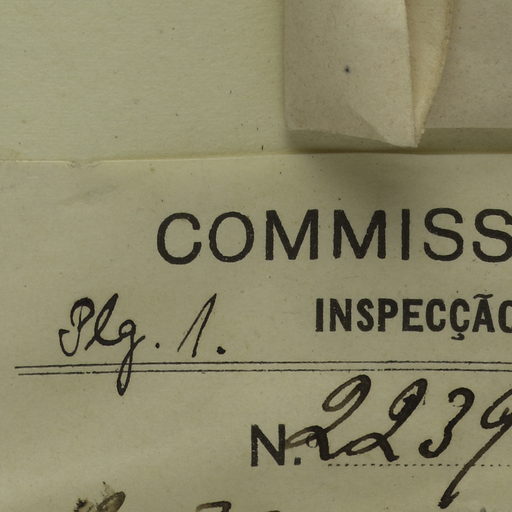 COMMISS
INSPECÇÃO
Plg. 1.
N. 2239